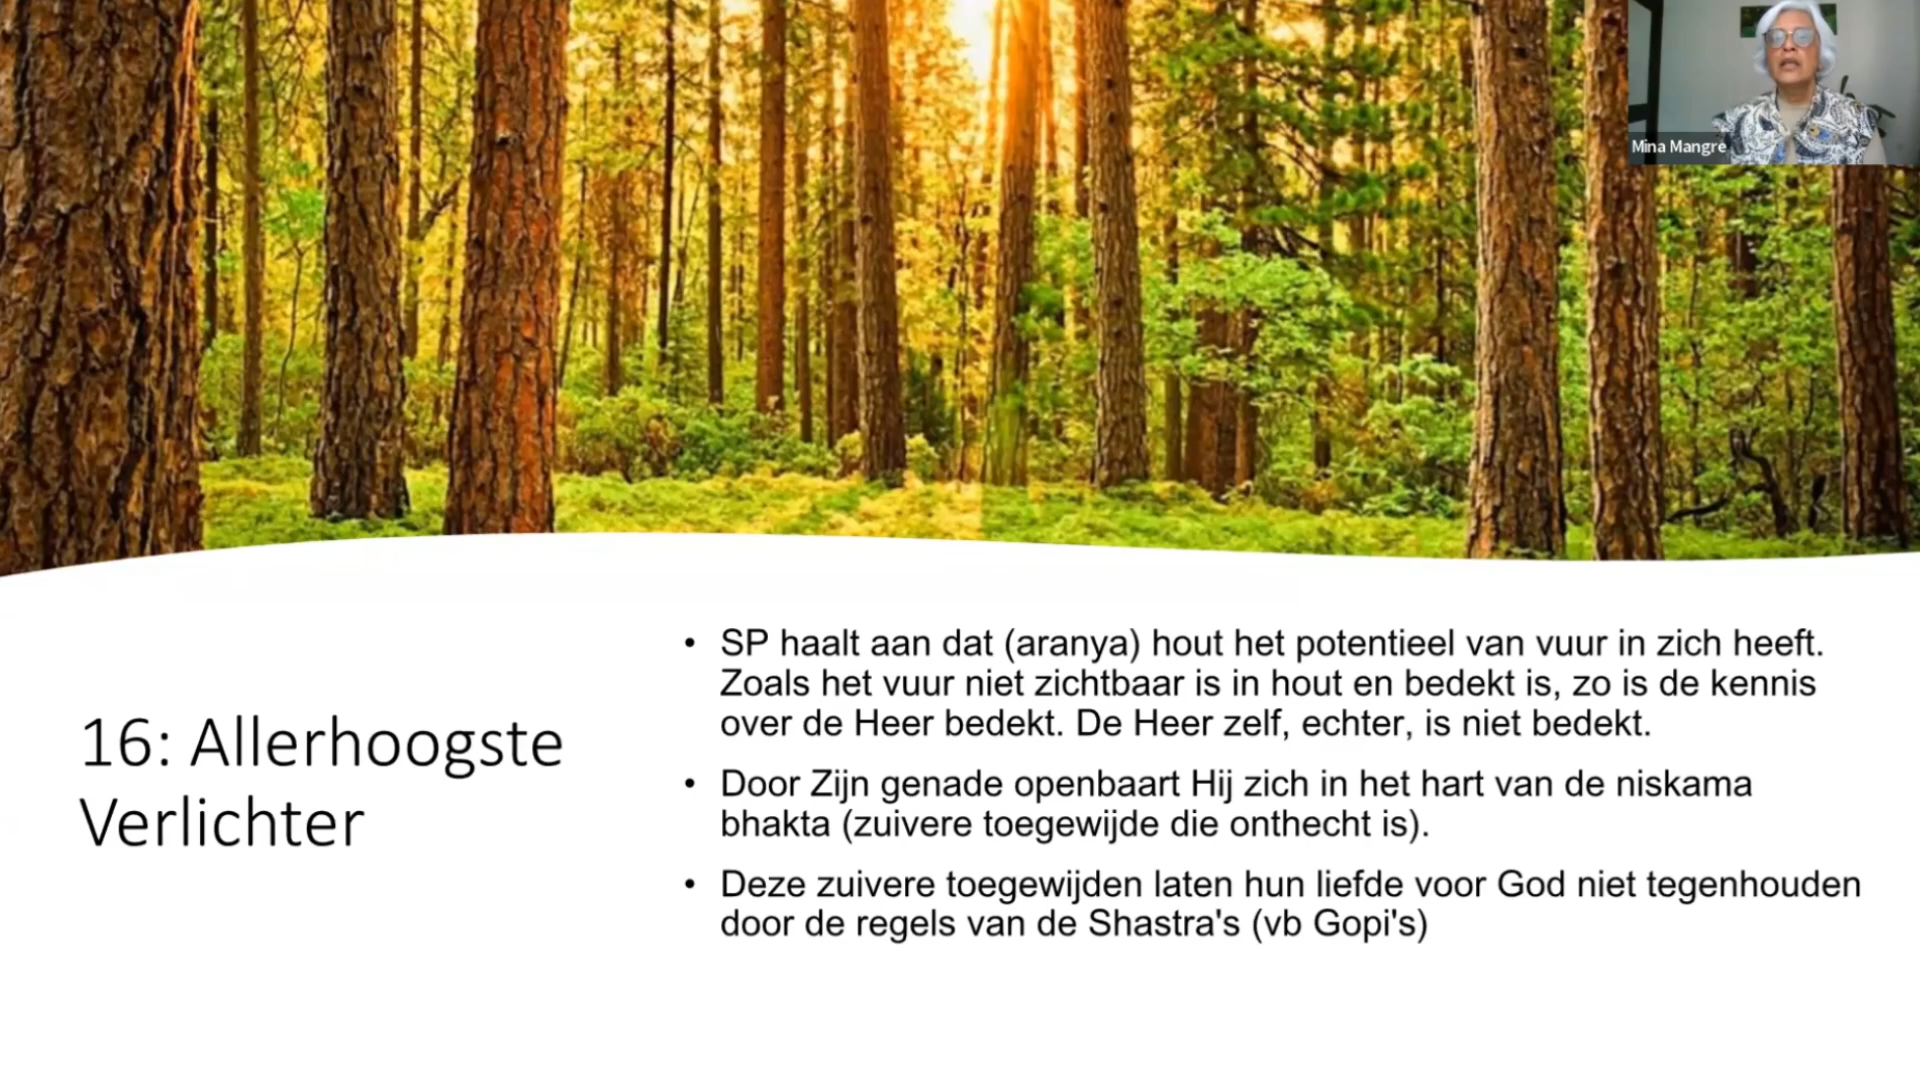 Mina Mangre
16: Allerhoogste
Verlichter
• SP haalt aan dat (aranya) hout het potentieel van vuur in zich heeft.
Zoals het vuur niet zichtbaar is in hout en bedekt is, zo is de kennis
over de Heer bedekt. De Heer zelf, echter, is niet bedekt.
• Door Zijn genade openbaart Hij zich in het hart van de niskama
bhakta (zuivere toegewijde die onthecht is).
• Deze zuivere toegewijden laten hun liefde voor God niet tegenhouden
door de regels van de Shastra's (vb Gopi's)